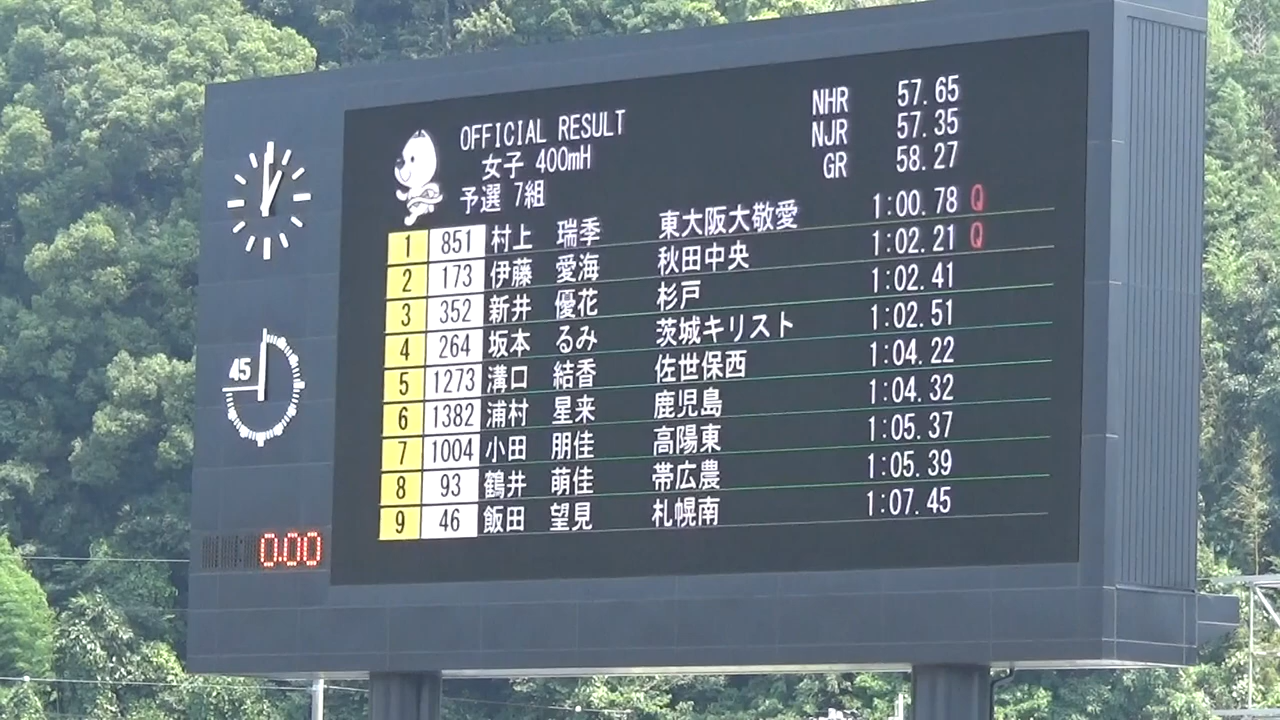 OFFICIAL RESULT
女子 400mH
予選 7組
NHR 57.65
NJR 57.35
GR 58.27
1 851 村上 瑞季 東大阪大敬愛 1:00.78 Q
2 173 伊藤 愛海 秋田中央 1:02.21 Q
3 352 新井 優花 杉戸 1:02.41
4 264 坂本 るみ 茨城キリスト 1:02.51
5 1273 溝口 結香 佐世保西 1:04.22
6 1382 浦村 星来 鹿児島 1:04.32
7 1004 小田 朋佳 高陽東 1:05.37
8 93 鶴井 萌佳 帯広農 1:05.39
9 46 飯田 望見 札幌南 1:07.45
45
0.00